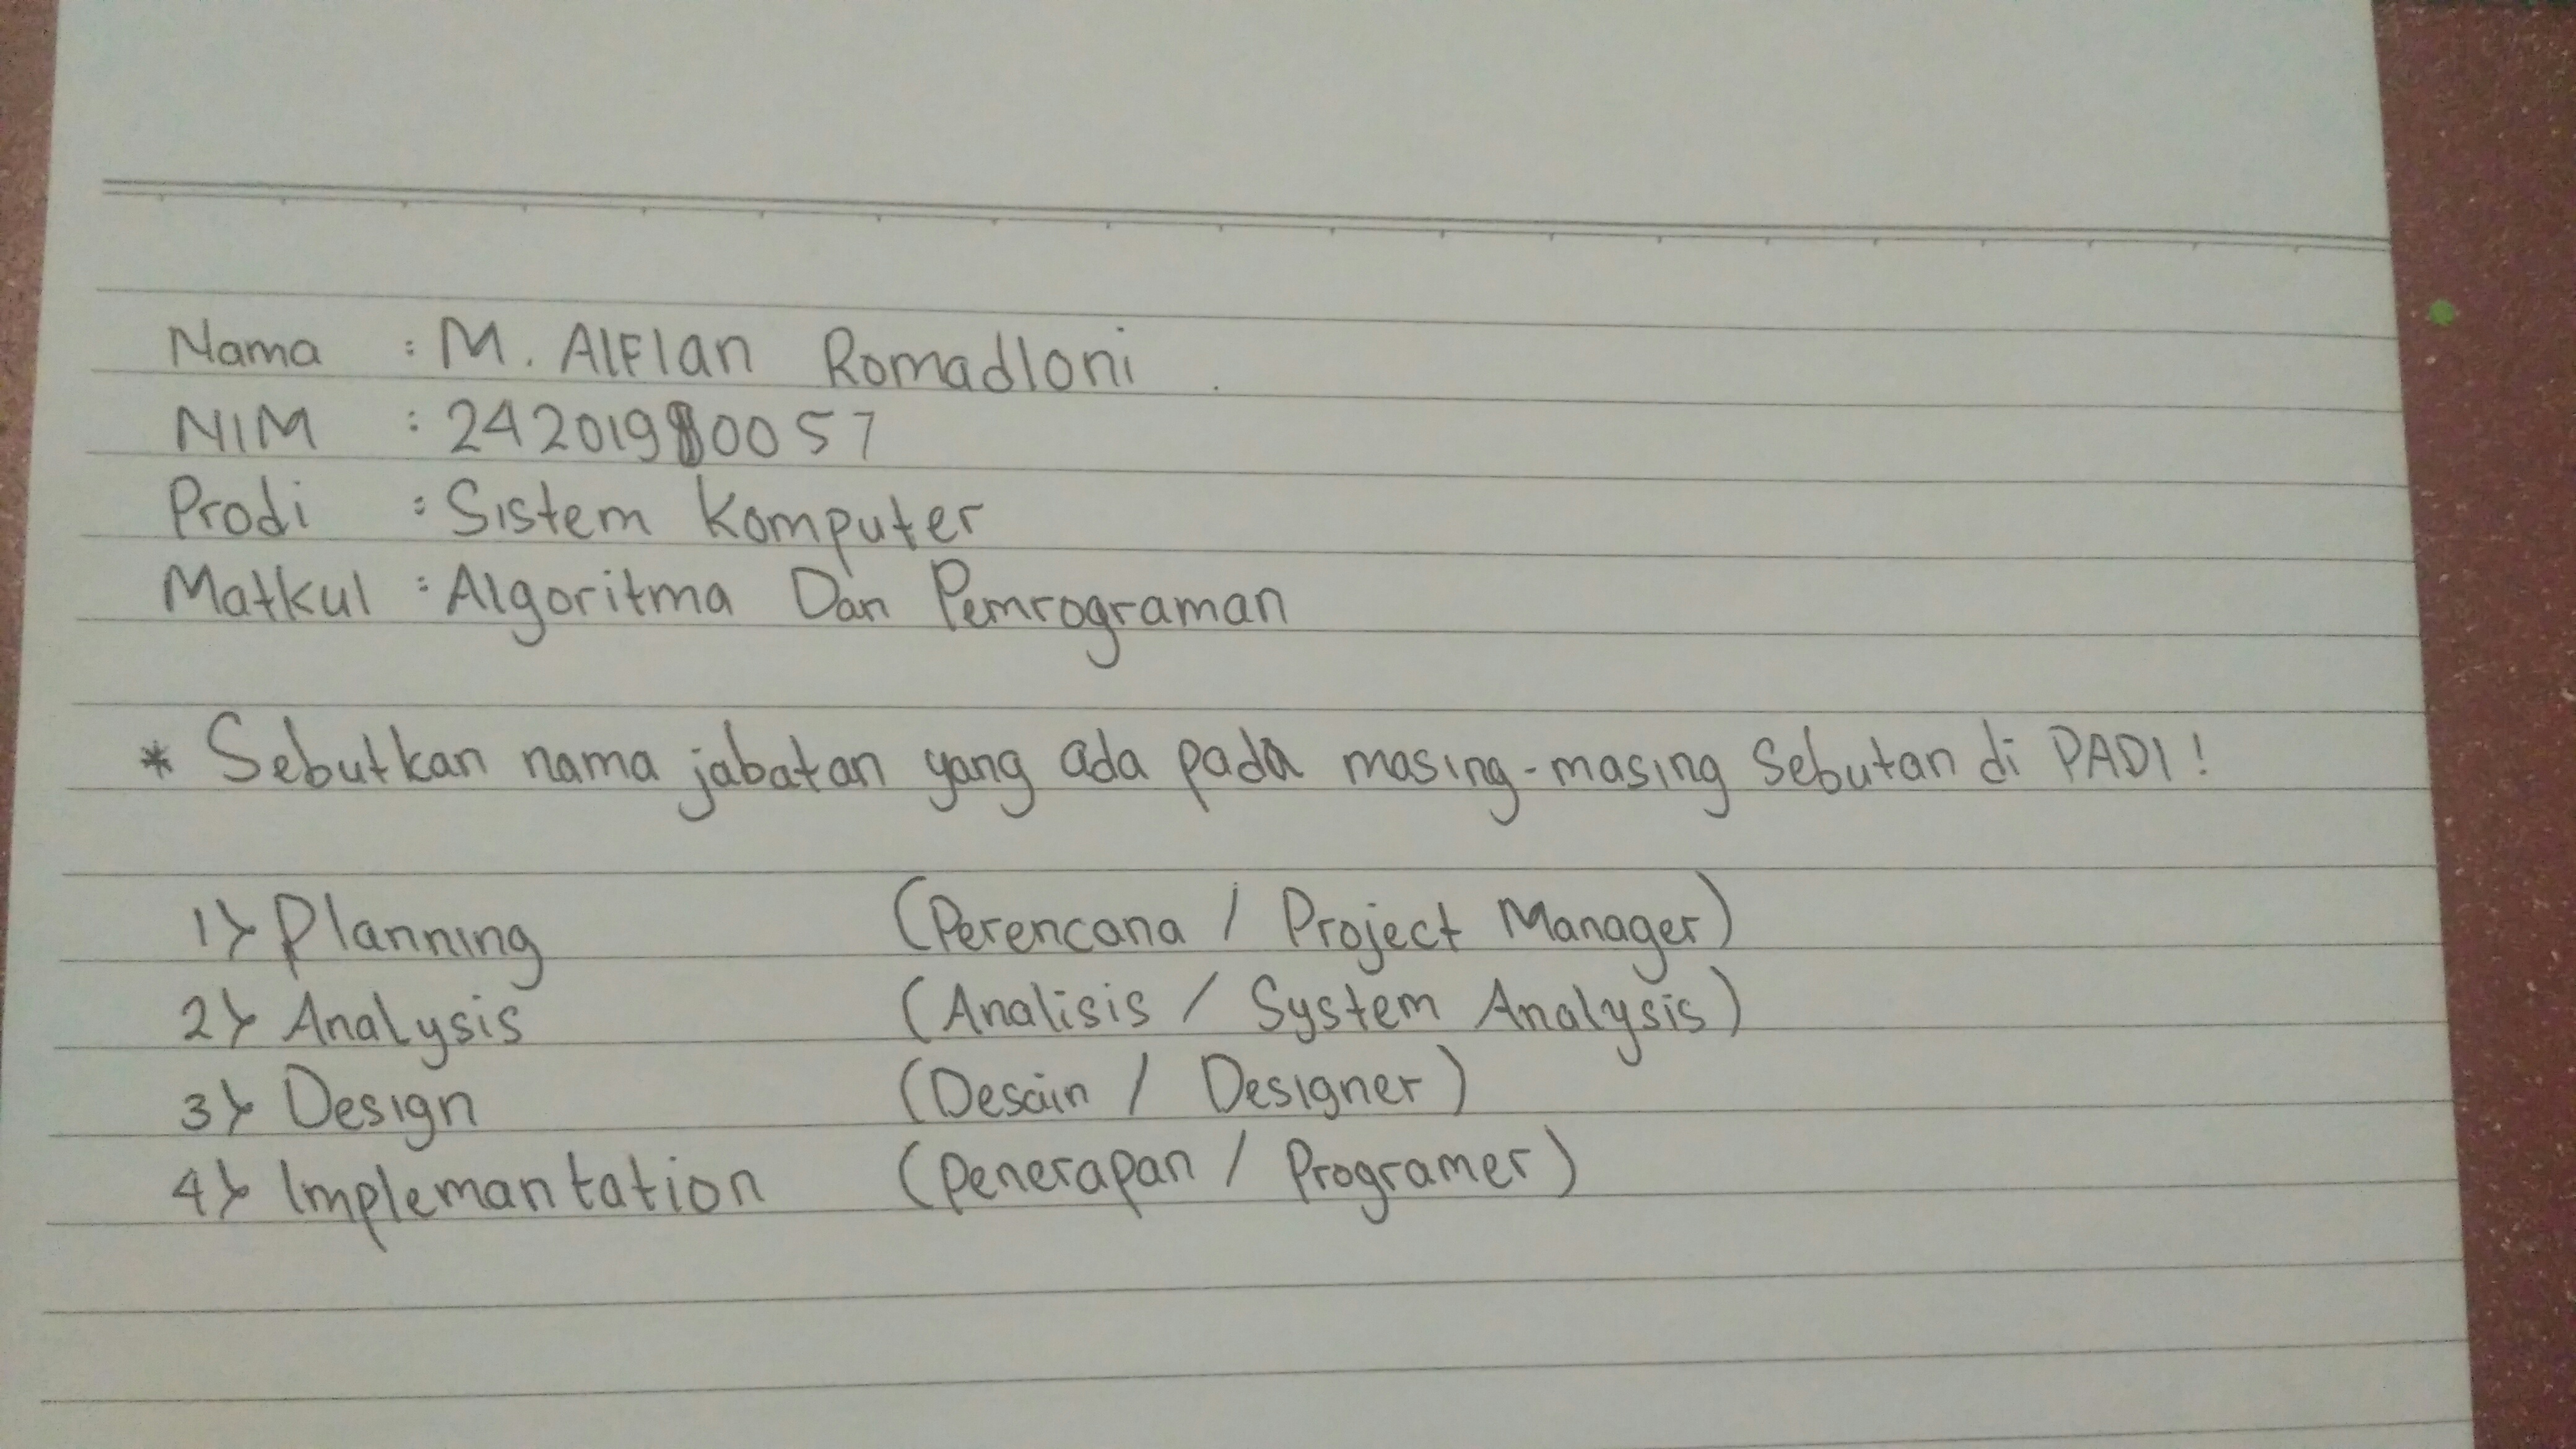 Nama : M. Alfian Romadloni.
NIM : 24201980057
Prodi : Sistem Komputer
Matkul : Algoritma Dan Pemrograman
* Sebutkan nama jabatan yang ada pada masing-masing Sebutan di PADI!
1) Planning (Perencana / Project Manager)
2) Analysis (Analisis / System Analysis)
3) Design (Desain / Designer)
4) Implemantation (Penerapan / Programer)